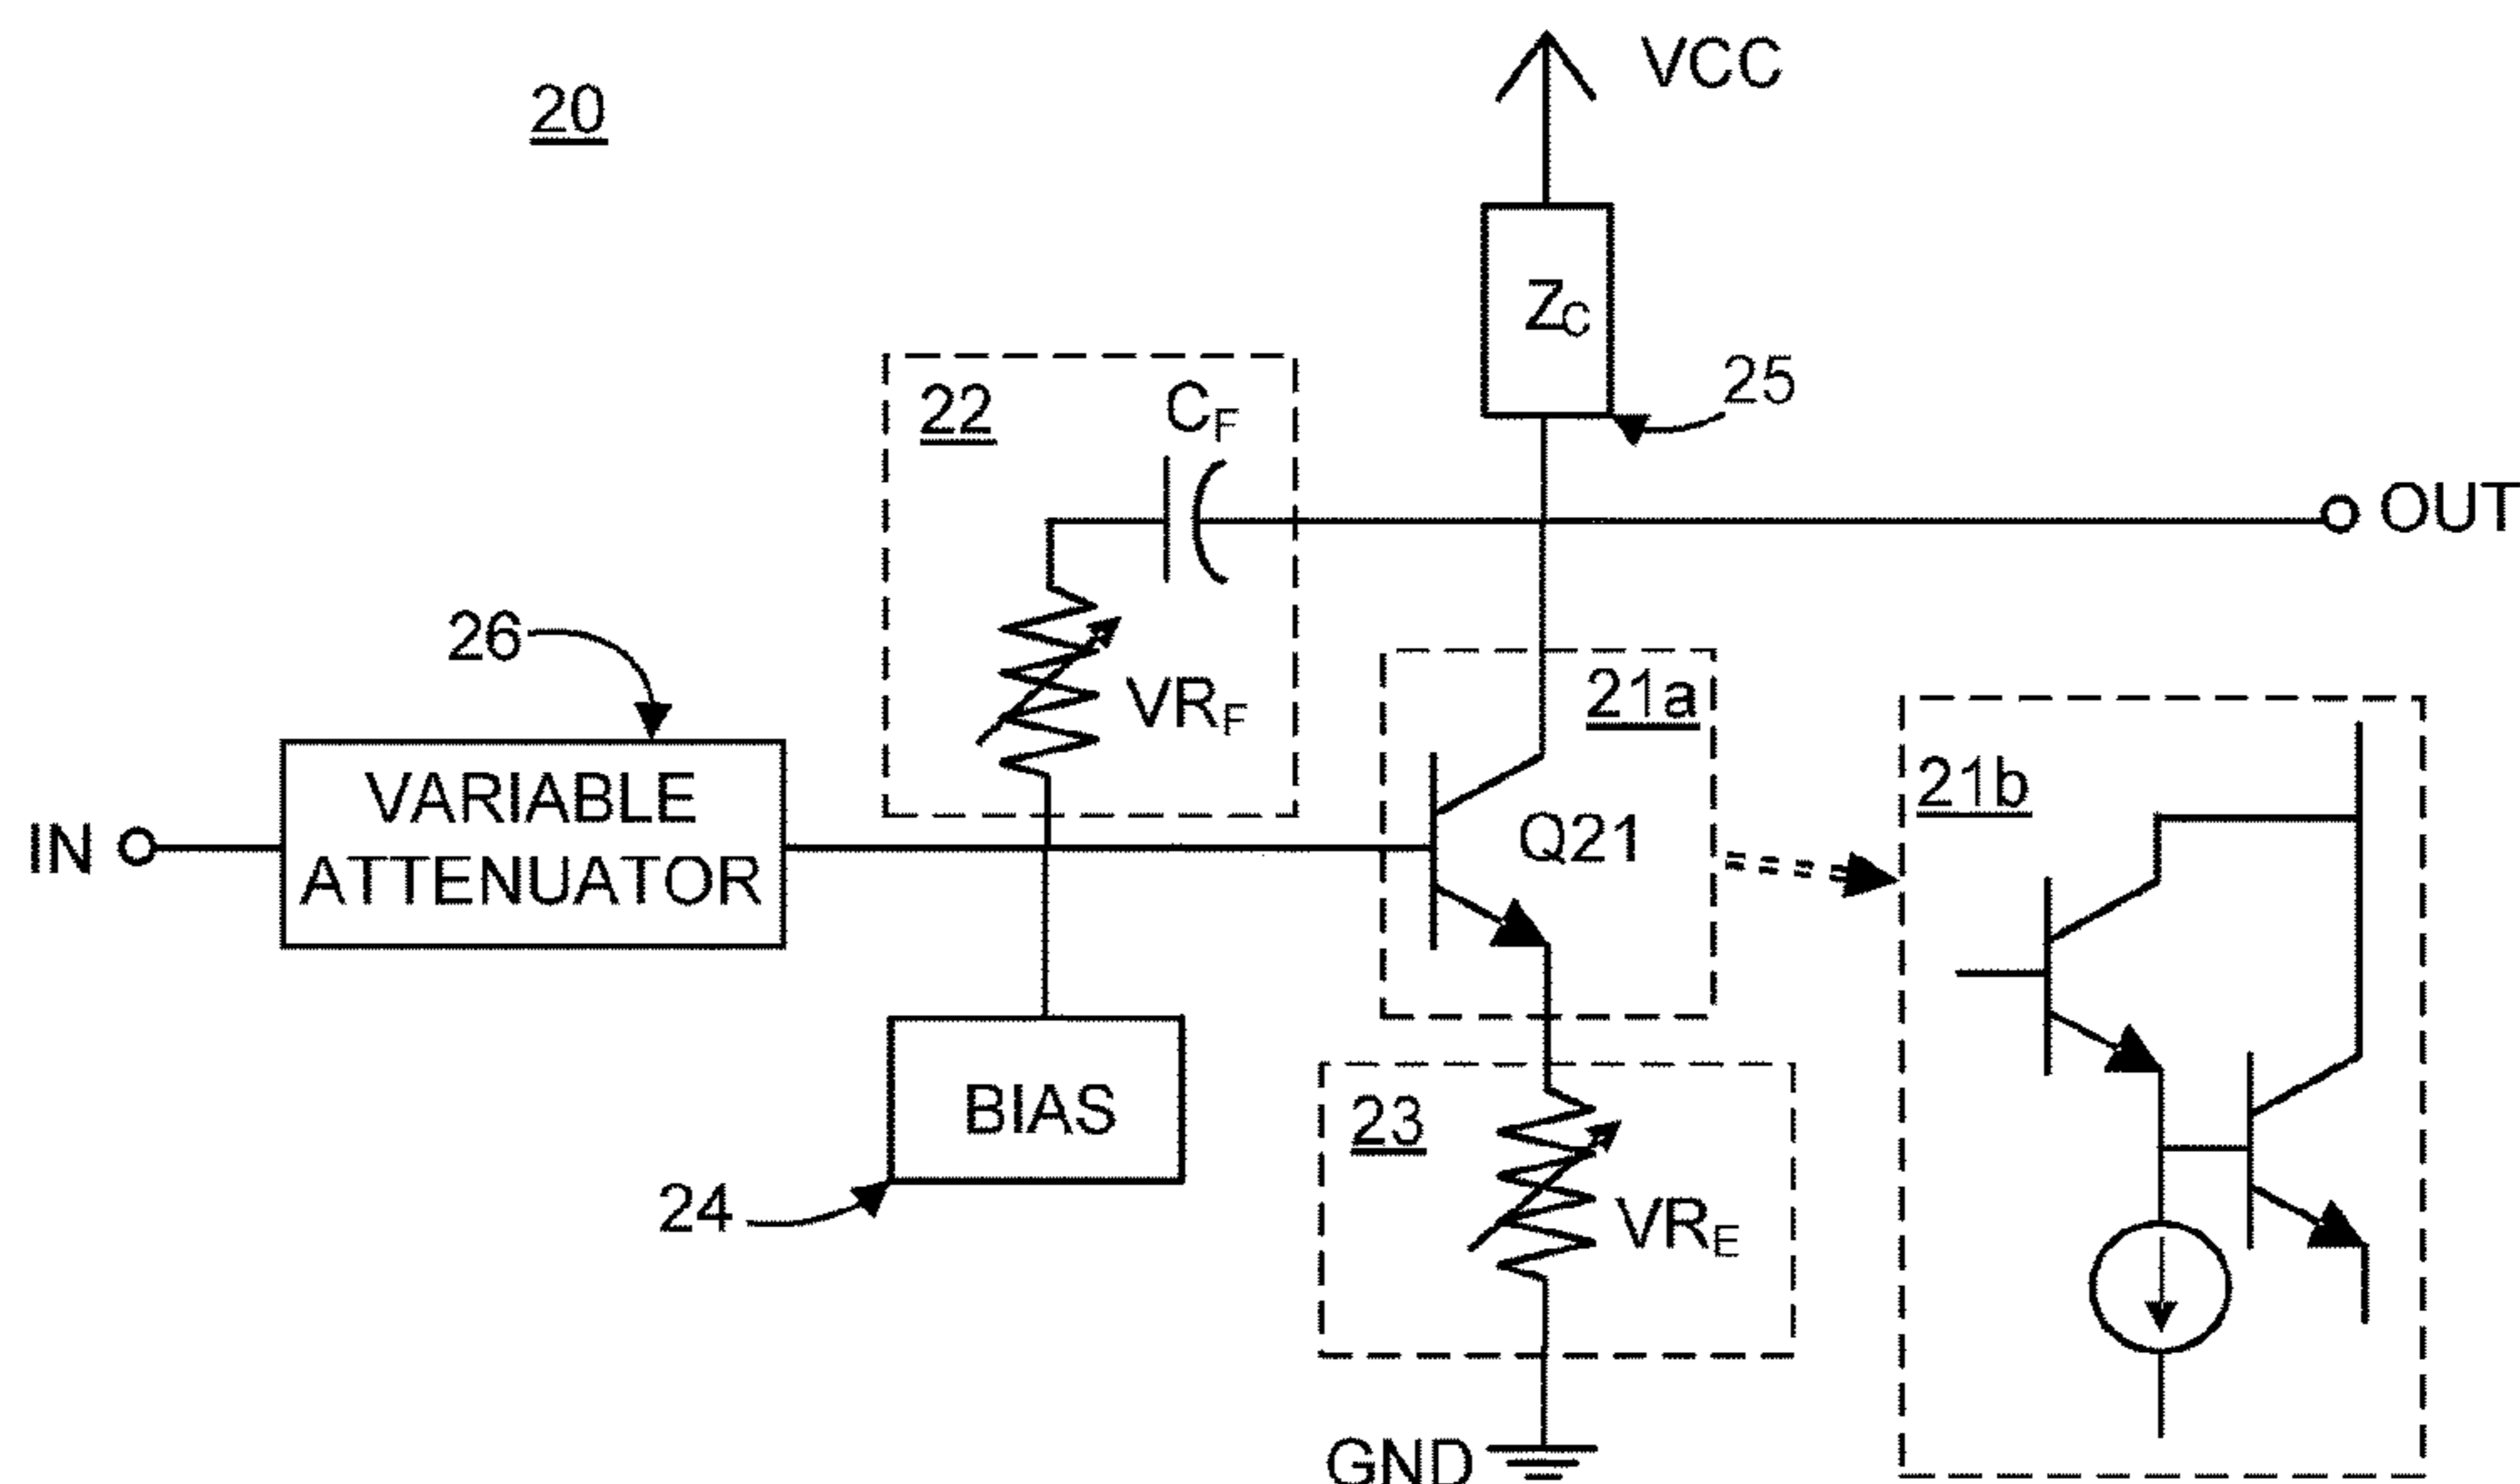 20
VCC
Zc
25
22
CF
OUT
26
VRF
21a
VARIABLE
ATTENUATOR
IN
Q21
21b
BIAS
23
24
VRE
GND